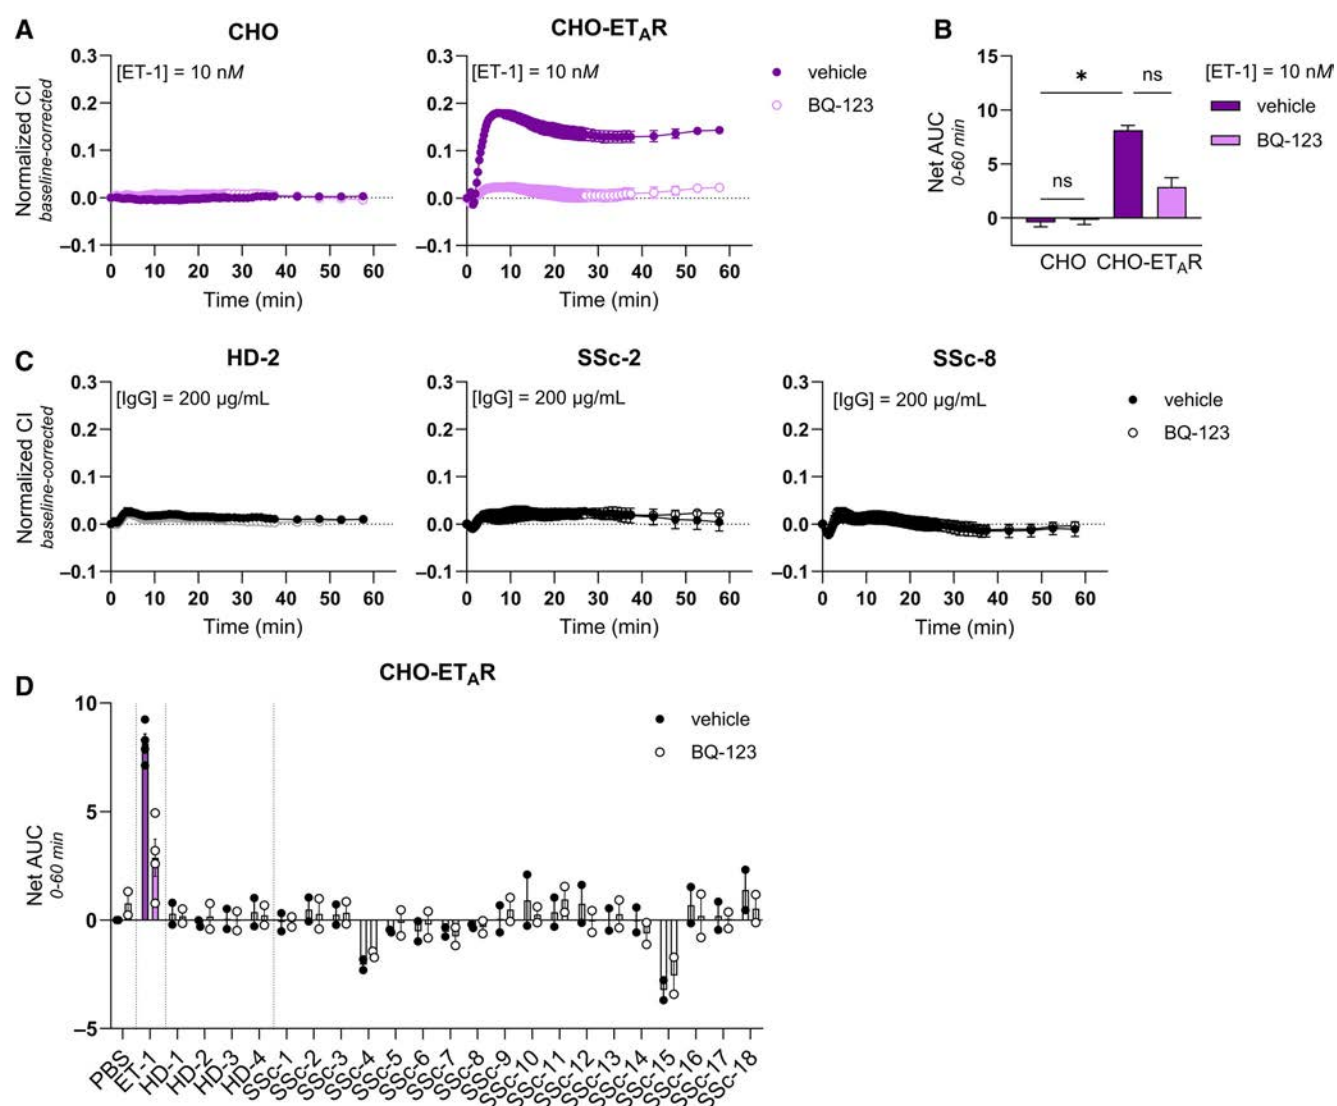 A
CHO
Normalized CI
baseline-corrected
0.3
0.2
0.1
0.0
–0.1
[ET-1] = 10 nM
0 10 20 30 40 50 60
Time (min)
CHO-ETAR
0.3
0.2
0.1
0.0
–0.1
[ET-1] = 10 nM
0 10 20 30 40 50 60
Time (min)
vehicle
BQ-123
B
Net AUC
0-60 min
15
10
5
0
*
ns
ns
CHO CHO-ETAR
[ET-1] = 10 nM
vehicle
BQ-123
C
HD-2
Normalized CI
baseline-corrected
0.3
0.2
0.1
0.0
–0.1
[IgG] = 200 µg/mL
0 10 20 30 40 50 60
Time (min)
SSc-2
0.3
0.2
0.1
0.0
–0.1
[IgG] = 200 µg/mL
0 10 20 30 40 50 60
Time (min)
SSc-8
0.3
0.2
0.1
0.0
–0.1
[IgG] = 200 µg/mL
0 10 20 30 40 50 60
Time (min)
vehicle
BQ-123
D
CHO-ETAR
Net AUC
0-60 min
10
5
0
–5
vehicle
BQ-123
PBS
ET-1
HD-1
HD-2
HD-3
HD-4
SSc-1
SSc-2
SSc-3
SSc-4
SSc-5
SSc-6
SSc-7
SSc-8
SSc-9
SSc-10
SSc-11
SSc-12
SSc-13
SSc-14
SSc-15
SSc-16
SSc-17
SSc-18